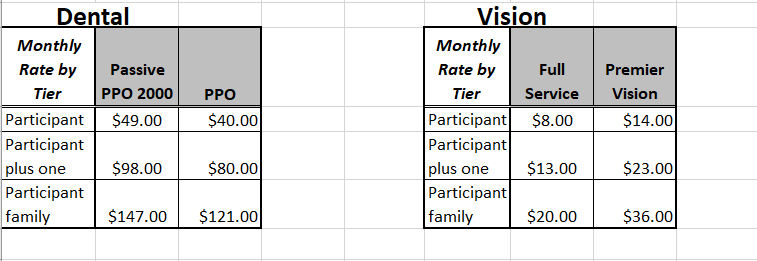 Dental
Monthly
Rate by
Tier
Passive
PPO 2000
PPO
Participant $49.00 $40.00
Participant
plus one $98.00 $80.00
Participant
family $147.00 $121.00
Vision
Monthly
Rate by
Tier
Full
Service
Premier
Vision
Participant $8.00 $14.00
Participant
plus one $13.00 $23.00
Participant
family $20.00 $36.00